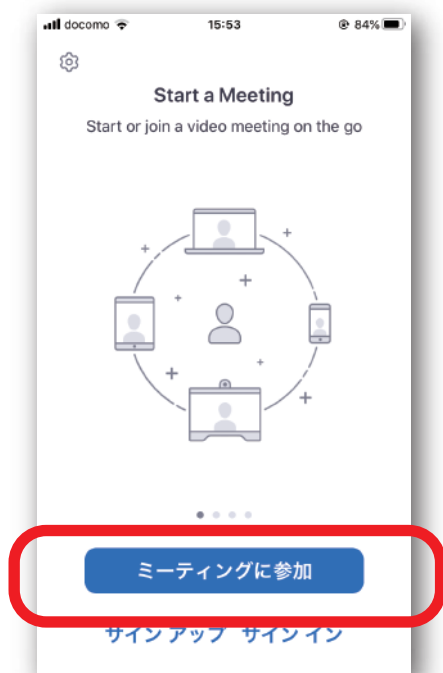 docomo 15:53 84%
Start a Meeting
Start or join a video meeting on the go
ミーティングに参加
サイン アップ サイン イン